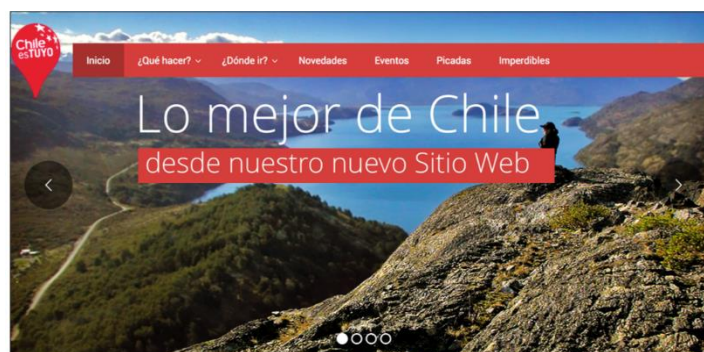 Chile
esTUYO
Inicio
¿Qué hacer?
¿Dónde ir?
Novedades
Eventos
Picadas
Imperdibles
Lo mejor de Chile
desde nuestro nuevo Sitio Web